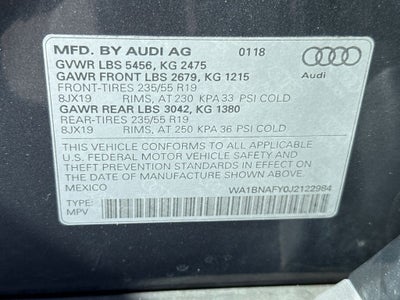 MFD. BY AUDI AG 0118
GVWR LBS 5456, KG 2475
GAWR FRONT LBS 2679, KG 1215
FRONT-TIRES 235/55 R19
8JX19 RIMS, AT 230 KPA 33 PSI COLD
GAWR REAR LBS 3042, KG 1380
REAR-TIRES 235/55 R19
8JX19 RIMS, AT 250 KPA 36 PSI COLD
Audi
THIS VEHICLE CONFORMS TO ALL APPLICABLE
U.S. FEDERAL MOTOR VEHICLE SAFETY AND
THEFT PREVENTION STANDARDS IN EFFECT
ON THE DATE OF MANUFACTURE SHOWN ABOVE.
MEXICO WA1BNAFY0J2122984
TYPE:
MPV